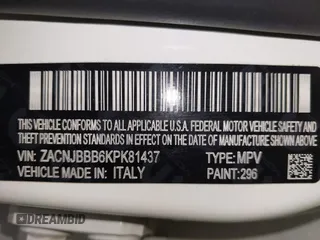 THIS VEHICLE CONFORMS TO ALL APPLICABLE U.S.A. FEDERAL MOTOR VEHICLE SAFETY AND
THEFT PREVENTION STANDARDS IN EFFECT ON THE DATE OF MANUFACTURE SHOWN ABOVE
VIN: ZACNJBBB6KPK81437 TYPE: MPV
VEHICLE MADE IN: ITALY PAINT: 296
DREAMBID